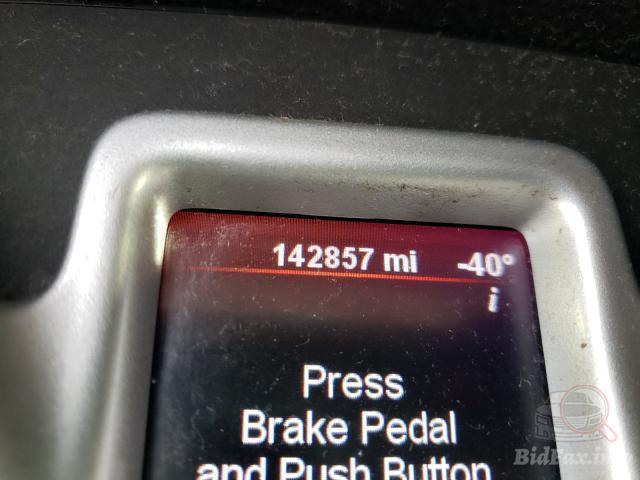 142857 mi -40°
i
Press
Brake Pedal
and Push Button
BidFax.info